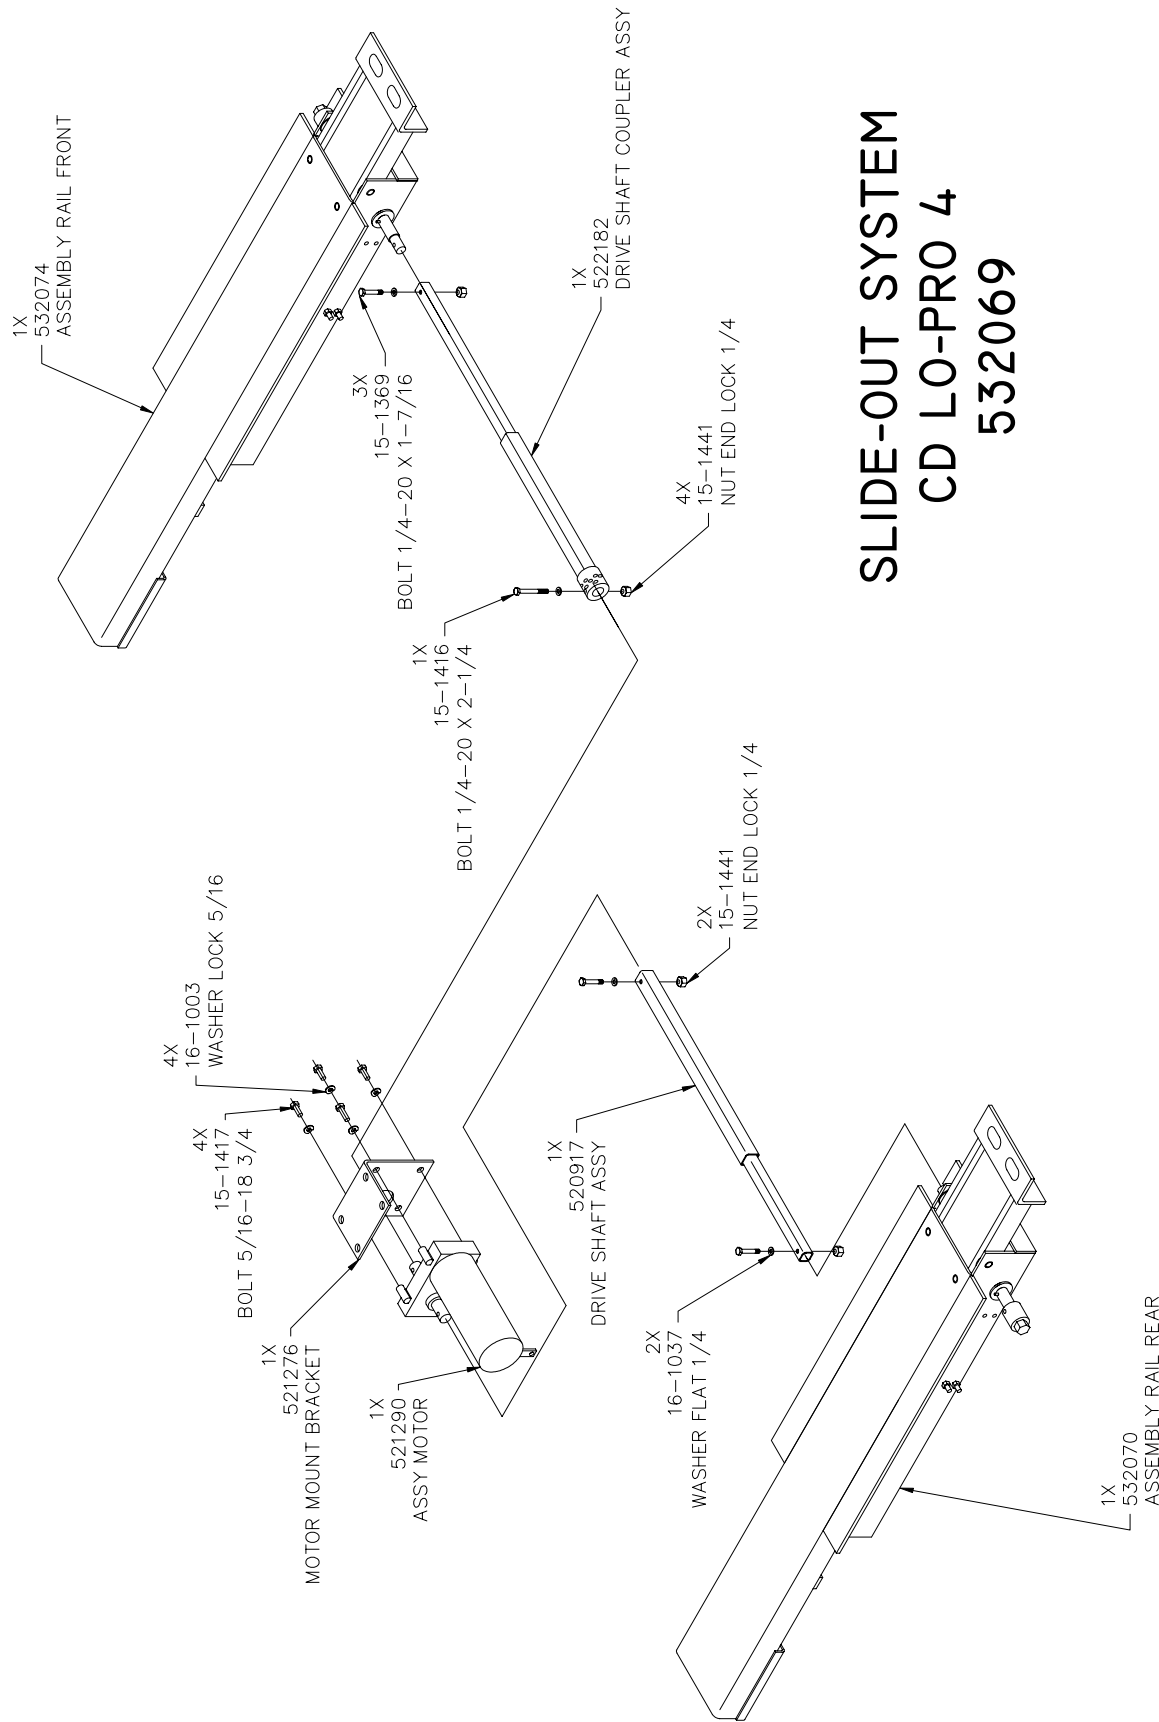 1X
532074
ASSEMBLY RAIL FRONT
3X
15-1369
BOLT 1/4-20 X 1-7/16
1X
522182
DRIVE SHAFT COUPLER ASSY
1X
15-1416
BOLT 1/4-20 X 2-1/4
4X
15-1441
NUT END LOCK 1/4
4X
16-1003
WASHER LOCK 5/16
4X
15-1417
BOLT 5/16-18 3/4
1X
521276
MOTOR MOUNT BRACKET
1X
521290
ASSY MOTOR
2X
15-1441
NUT END LOCK 1/4
1X
520917
DRIVE SHAFT ASSY
2X
16-1037
WASHER FLAT 1/4
1X
532070
ASSEMBLY RAIL REAR
SLIDE-OUT SYSTEM
CD LO-PRO 4
532069